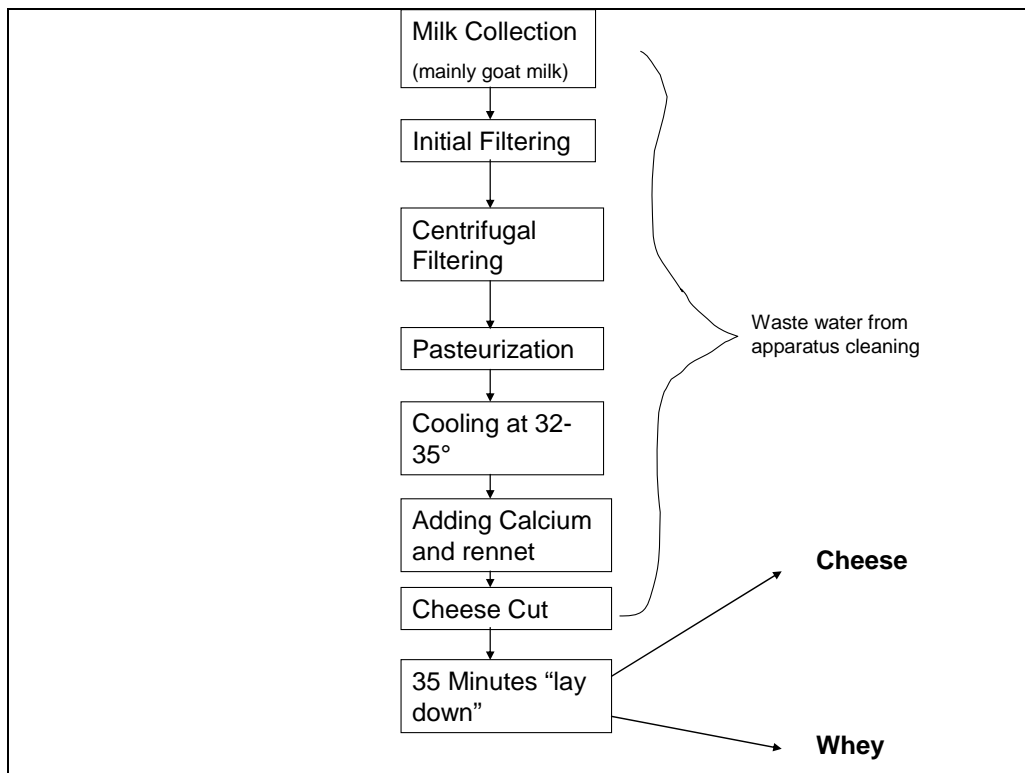 Milk Collection
(mainly goat milk)
Initial Filtering
Centrifugal
Filtering
Pasteurization
Waste water from
apparatus cleaning
Cooling at 32-
35°
Adding Calcium
and rennet
Cheese Cut
35 Minutes “lay
down”
Cheese
Whey